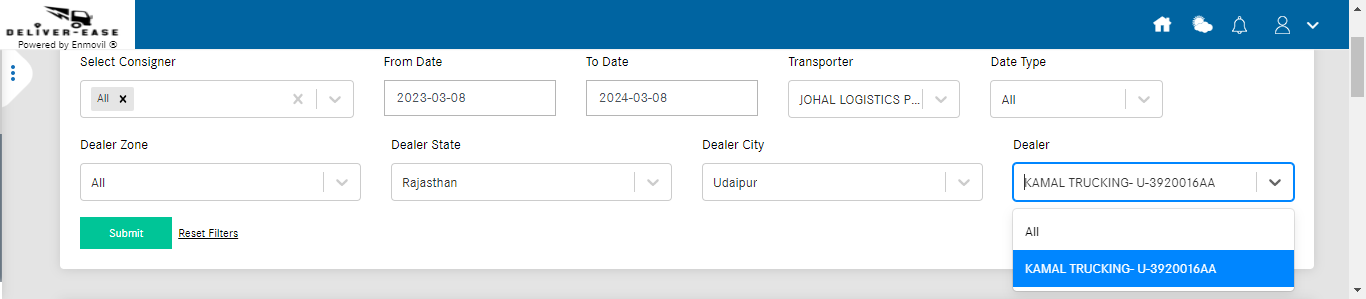 DELIVER-EASE
Powered by Enmovil ®
Select Consigner From Date To Date Transporter Date Type
All 2023-03-08 2024-03-08 JOHAL LOGISTICS P... All
Dealer Zone Dealer State Dealer City Dealer
All Rajasthan Udaipur KAMAL TRUCKING- U-3920016AA
Submit Reset Filters
All
KAMAL TRUCKING- U-3920016AA